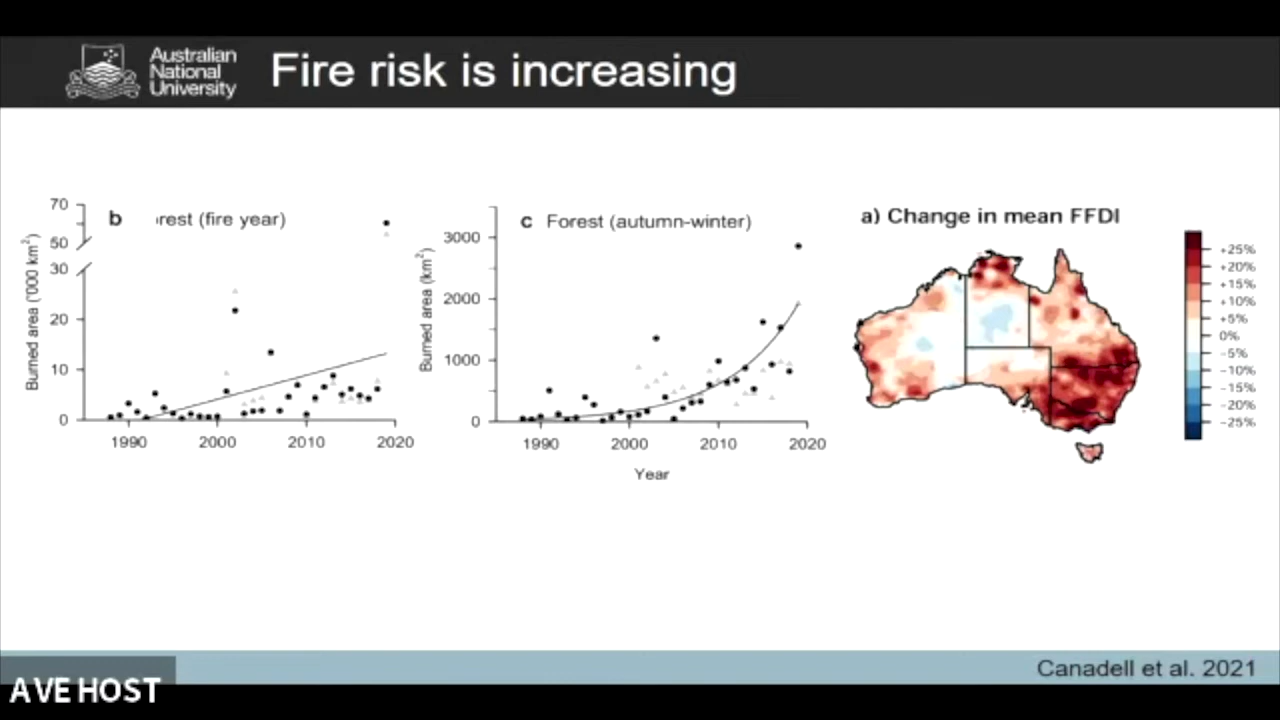 Australian
National
University
Fire risk is increasing
b rest (fire year)
Burned area ('000 km²)
70
50
30
20
10
0
1990
2000
2010
2020
c Forest (autumn-winter)
Burned area (km²)
3000
2000
1000
0
1990
2000
2010
2020
Year
a) Change in mean FFDI
+25%
+20%
+15%
+10%
+5%
0%
-5%
-10%
-15%
-20%
-25%
Canadell et al. 2021
AVE HOST